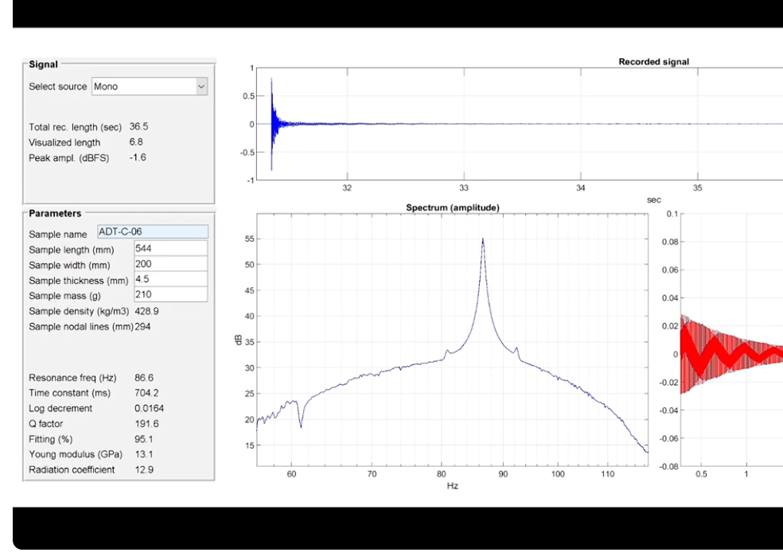 Signal
Select source Mono
Total rec. length (sec) 36.5
Visualized length 6.8
Peak ampl. (dBFS) -1.6
Parameters
Sample name ADT-C-06
Sample length (mm) 544
Sample width (mm) 200
Sample thickness (mm) 4.5
Sample mass (g) 210
Sample density (kg/m3) 428.9
Sample nodal lines (mm) 294
Resonance freq (Hz) 86.6
Time constant (ms) 704.2
Log decrement 0.0164
Q factor 191.6
Fitting (%) 95.1
Young modulus (GPa) 13.1
Radiation coefficient 12.9
Recorded signal
1
0.5
0
-0.5
-1
32 33 34 35
sec
Spectrum (amplitude)
dB
55
50
45
40
35
30
25
20
15
60 70 80 90 100 110
Hz
0.1
0.08
0.06
0.04
0.02
0
-0.02
-0.04
-0.06
-0.08
0.5 1